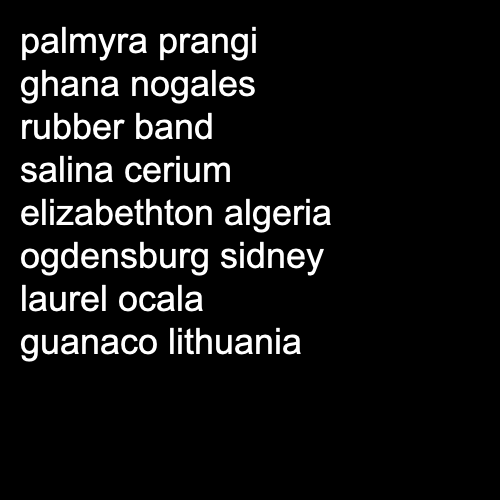 palmyra prangi
ghana nogales
rubber band
salina cerium
elizabethton algeria
ogdensburg sidney
laurel ocala
guanaco lithuania